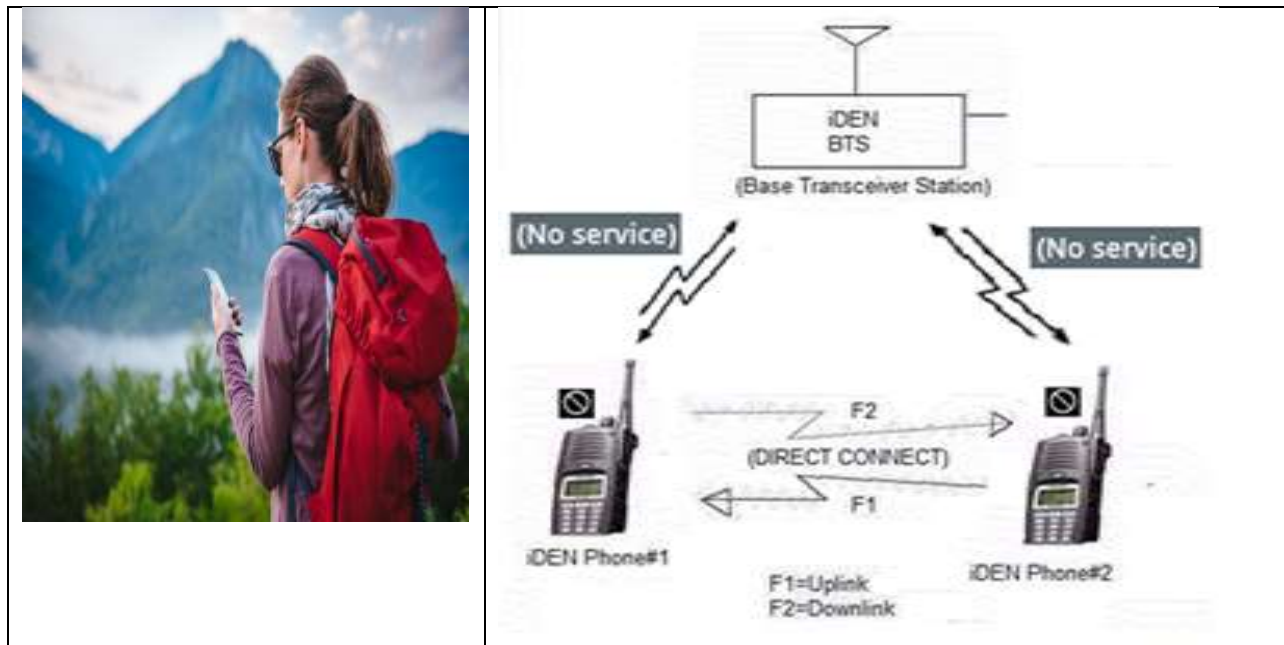 iDEN
BTS
(Base Transceiver Station)
(No service)
(No service)
F2
(DIRECT CONNECT)
F1
iDEN Phone#1
iDEN Phone#2
F1=Uplink
F2=Downlink